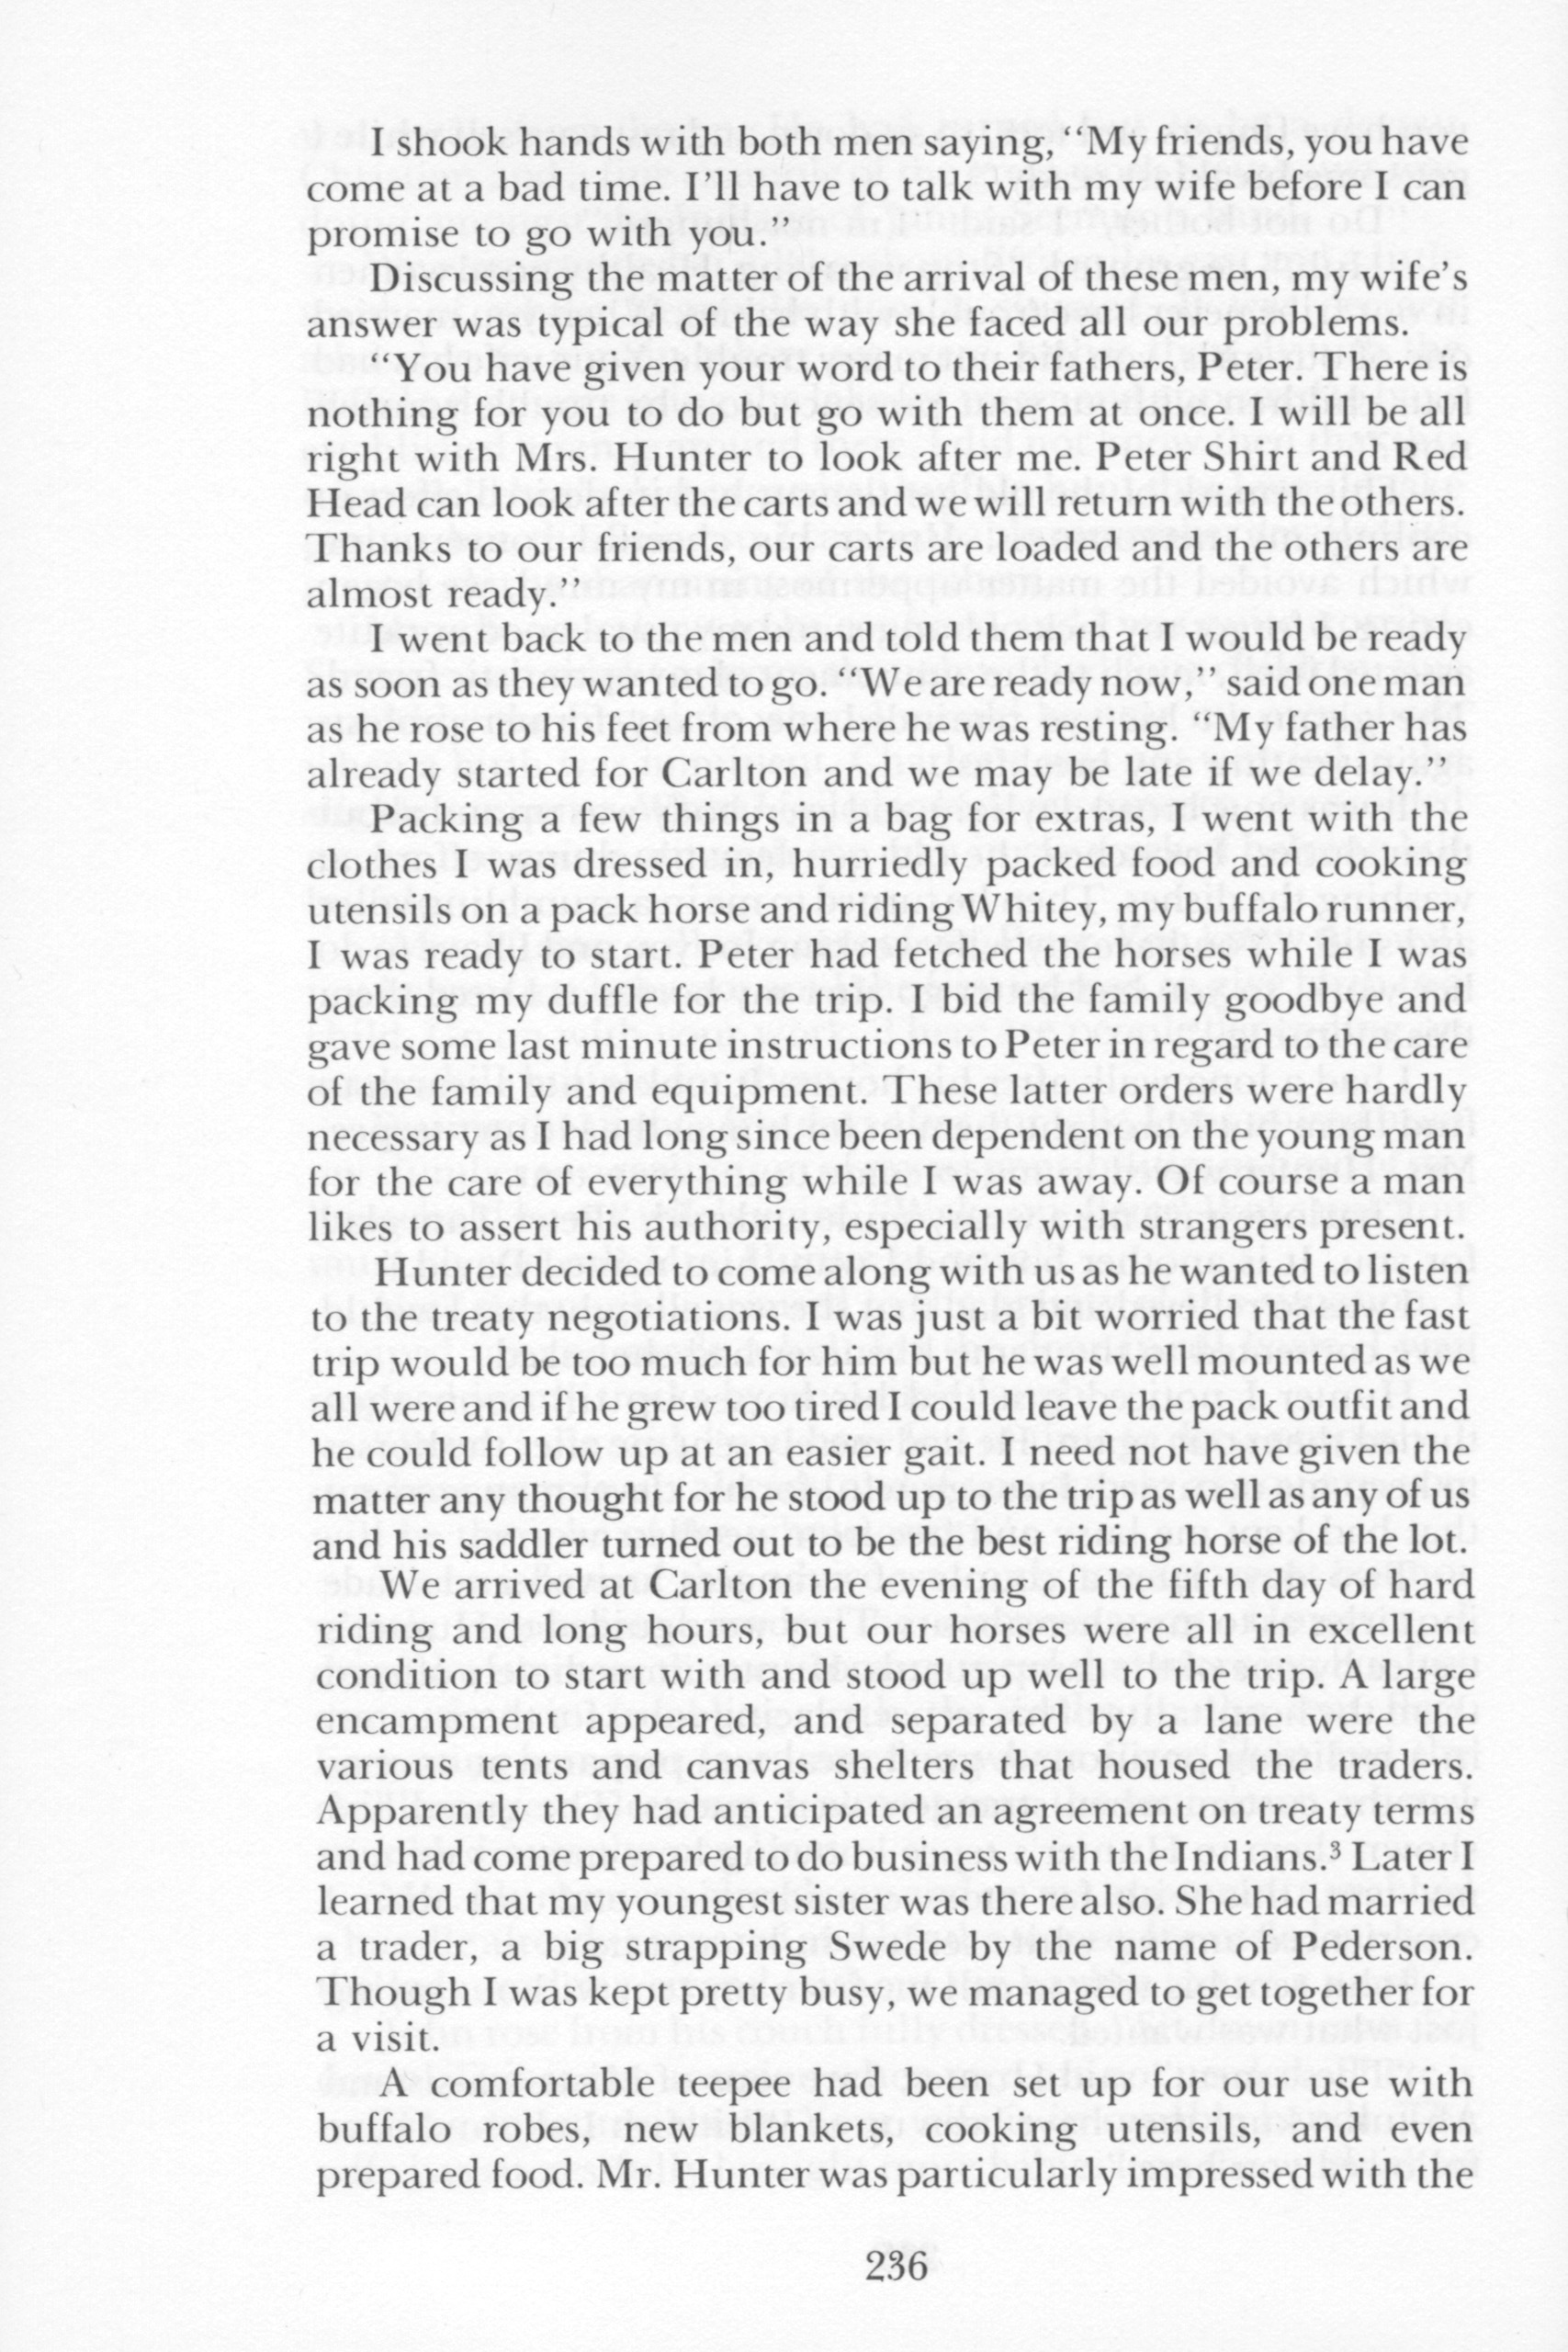 I shook hands with both men saying, “My friends, you have
come at a bad time. I’ll have to talk with my wife before I can
promise to go with you.”
Discussing the matter of the arrival of these men, my wife’s
answer was typical of the way she faced all our problems.
“You have given your word to their fathers, Peter. There is
nothing for you to do but go with them at once. I will be all
right with Mrs. Hunter to look after me. Peter Shirt and Red
Head can look after the carts and we will return with the others.
Thanks to our friends, our carts are loaded and the others are
almost ready.”
I went back to the men and told them that I would be ready
as soon as they wanted to go. “We are ready now,” said one man
as he rose to his feet from where he was resting. “My father has
already started for Carlton and we may be late if we delay.”
Packing a few things in a bag for extras, I went with the
clothes I was dressed in, hurriedly packed food and cooking
utensils on a pack horse and riding Whitey, my buffalo runner,
I was ready to start. Peter had fetched the horses while I was
packing my duffle for the trip. I bid the family goodbye and
gave some last minute instructions to Peter in regard to the care
of the family and equipment. These latter orders were hardly
necessary as I had long since been dependent on the young man
for the care of everything while I was away. Of course a man
likes to assert his authority, especially with strangers present.
Hunter decided to come along with us as he wanted to listen
to the treaty negotiations. I was just a bit worried that the fast
trip would be too much for him but he was well mounted as we
all were and if he grew too tired I could leave the pack outfit and
he could follow up at an easier gait. I need not have given the
matter any thought for he stood up to the trip as well as any of us
and his saddler turned out to be the best riding horse of the lot.
We arrived at Carlton the evening of the fifth day of hard
riding and long hours, but our horses were all in excellent
condition to start with and stood up well to the trip. A large
encampment appeared, and separated by a lane were the
various tents and canvas shelters that housed the traders.
Apparently they had anticipated an agreement on treaty terms
and had come prepared to do business with the Indians.³ Later I
learned that my youngest sister was there also. She had married
a trader, a big strapping Swede by the name of Pederson.
Though I was kept pretty busy, we managed to get together for
a visit.
A comfortable teepee had been set up for our use with
buffalo robes, new blankets, cooking utensils, and even
prepared food. Mr. Hunter was particularly impressed with the
236